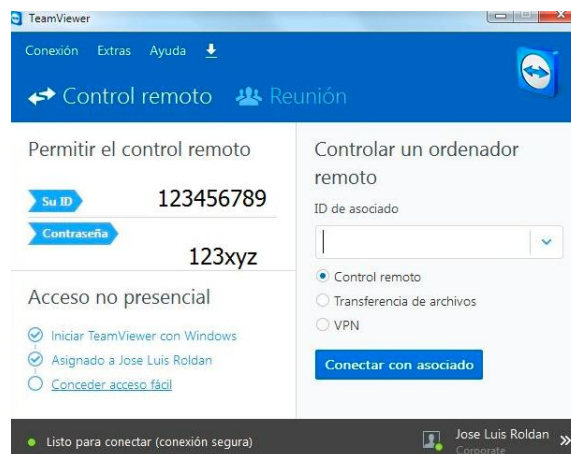 TeamViewer
Conexión Extras Ayuda
Control remoto Reunión
Permitir el control remoto
Su ID 123456789
Contraseña
123xyz
Acceso no presencial
Iniciar TeamViewer con Windows
Asignado a Jose Luis Roldan
Conceder acceso fácil
Controlar un ordenador
remoto
ID de asociado
Control remoto
Transferencia de archivos
VPN
Conectar con asociado
Listo para conectar (conexión segura)
Jose Luis Roldan
Corporate